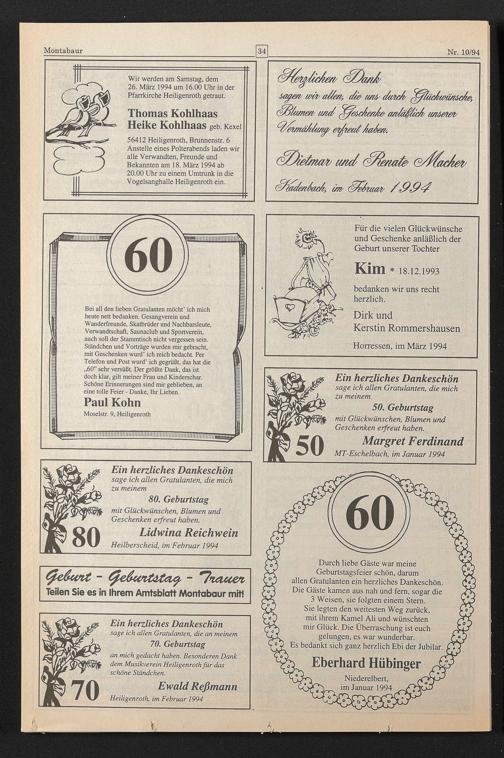 Montabaur
34
Nr. 10/94
Wir werden am Samstag, dem
26. März 1994 um 16.00 Uhr in der
Pfarrkirche Heiligenroth getraut.
Thomas Kohlhaas
Heike Kohlhaas geb. Kexel
56412 Heiligenroth, Brunnenstr. 6
Anstelle eines Polterabends laden wir
alle Verwandten, Freunde und
Bekannten am 18. März 1994 ab
20.00 Uhr zu einem Umtrunk in die
Vogelsanghalle Heiligenroth ein.
Herzlichen Dank
sagen wir allen, die uns durch Glückwünsche,
Blumen und Geschenke anläßlich unserer
Vermählung erfreut haben.
Dietmar und Renate Macher
Kadenbach, im Februar 1994
60
Bei all den lieben Gratulanten möcht' ich mich
heute nett bedanken. Gesangverein und
Wanderfreunde, Skatbrüder und Nachbarsleute,
Verwandtschaft, Saunaclub und Sportverein,
auch soll der Stammtisch nicht vergessen sein.
Ständchen und Vorträge wurden mir gebracht,
mit Geschenken wurd' ich reich bedacht. Per
Telefon und Post wurd' ich gegrüßt, das hat die
„60" sehr versüßt. Der größte Dank, das ist
doch klar, gilt meiner Frau und Kinderschar.
Schöne Erinnerungen sind mir geblieben, an
eine tolle Feier - Danke, Ihr Lieben.
Paul Kohn
Moselstr. 9, Heiligenroth
Für die vielen Glückwünsche
und Geschenke anläßlich der
Geburt unserer Tochter
Kim * 18.12.1993
bedanken wir uns recht
herzlich.
Dirk und
Kerstin Rommershausen
Horressen, im März 1994
Ein herzliches Dankeschön
sage ich allen Gratulanten, die mich
zu meinem
50. Geburtstag
mit Glückwünschen, Blumen und
Geschenken erfreut haben.
50
Margret Ferdinand
MT-Eschelbach, im Januar 1994
Ein herzliches Dankeschön
sage ich allen Gratulanten, die mich
zu meinem
80. Geburtstag
mit Glückwünschen, Blumen und
Geschenken erfreut haben.
80
Lidwina Reichwein
Heilberscheid, im Februar 1994
Geburt - Geburtstag - Trauer
Teilen Sie es in Ihrem Amtsblatt Montabaur mit!
Ein herzliches Dankeschön
sage ich allen Gratulanten, die an meinem
70. Geburtstag
an mich gedacht haben. Besonderen Dank
dem Musikverein Heiligenroth für das
schöne Ständchen.
70
Ewald Reßmann
Heiligenroth, im Februar 1994
60
Durch liebe Gäste war meine
Geburtstagsfeier schön, darum
allen Gratulanten ein herzliches Dankeschön.
Die Gäste kamen aus nah und fern, sogar die
3 Weisen, sie folgten einem Stern.
Sie legten den weitesten Weg zurück,
mit ihrem Kamel Ali und wünschten
mir Glück. Die Überraschung ist euch
gelungen, es war wunderbar.
Es bedankt sich ganz herzlich Ebi der Jubilar.
Eberhard Hübinger
Niederelbert,
im Januar 1994